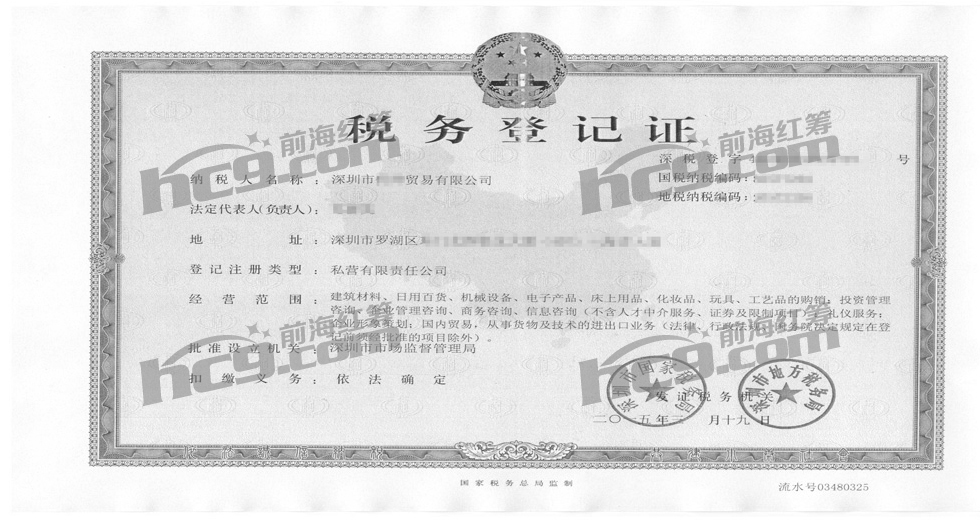 税务登记证
深税登字 号
国税纳税编码:
地税纳税编码:
纳税人名称:深圳市 贸易有限公司
法定代表人(负责人):
地址:深圳市罗湖区
登记注册类型:私营有限责任公司
经营范围:建筑材料、日用百货、机械设备、电子产品、床上用品、化妆品、玩具、工艺品的购销;投资管理
咨询、企业管理咨询、商务咨询、信息咨询(不含人才中介服务、证券及限制项目);礼仪服务;
企业形象策划;国内贸易,从事货物及技术的进出口业务(法律、行政法规、国务院决定规定在登
记前须经批准的项目除外)。
批准设立机关:深圳市市场监督管理局
扣缴义务:依法确定
深圳市国家税务局
深圳市地方税务局
发证税务机关
二〇一五年三 月十九日
国家税务总局监制
流水号03480325
前海红筹
hc9.com
前海红筹
hc9.com
前海红筹
hc9.com
前海红筹
hc9.com